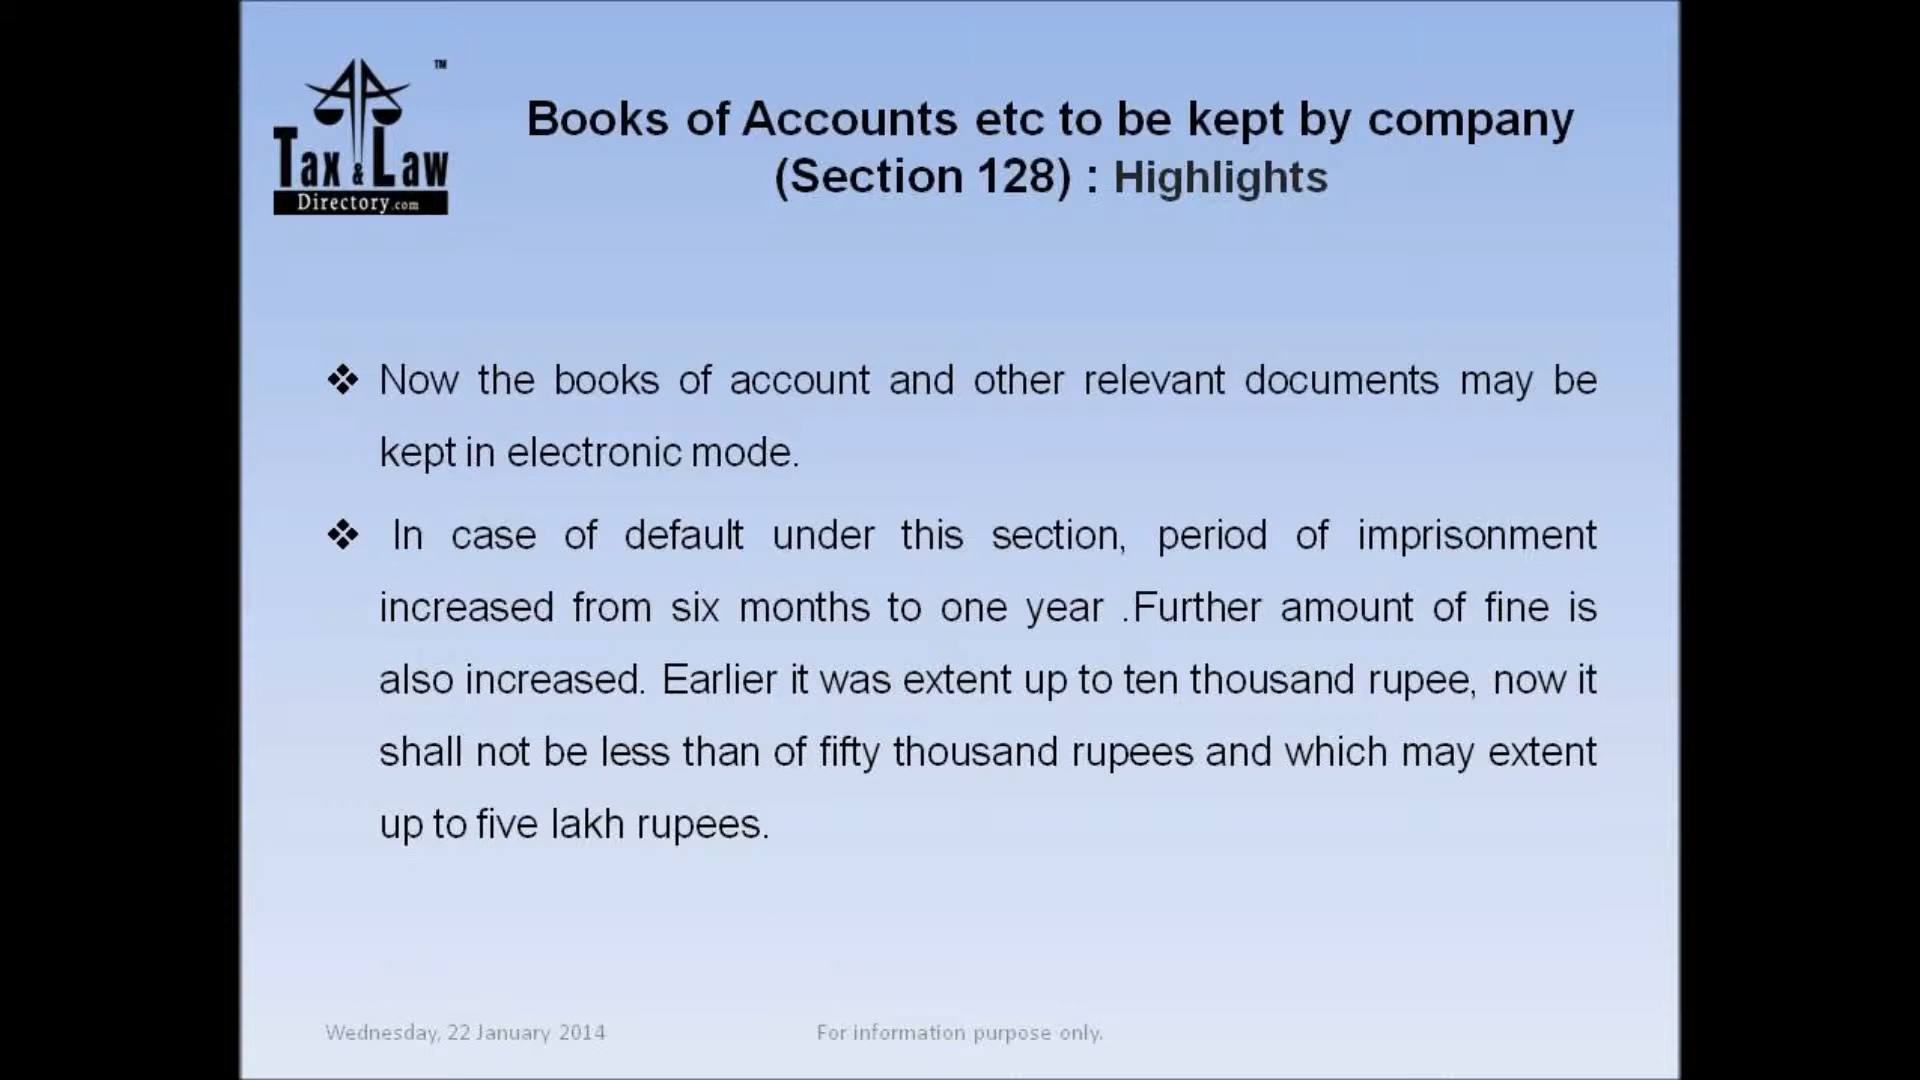 TM
Tax & Law
Directory.com
Books of Accounts etc to be kept by company
(Section 128) : Highlights
❖ Now the books of account and other relevant documents may be
kept in electronic mode.
❖ In case of default under this section, period of imprisonment
increased from six months to one year .Further amount of fine is
also increased. Earlier it was extent up to ten thousand rupee, now it
shall not be less than of fifty thousand rupees and which may extent
up to five lakh rupees.
Wednesday, 22 January 2014
For information purpose only.